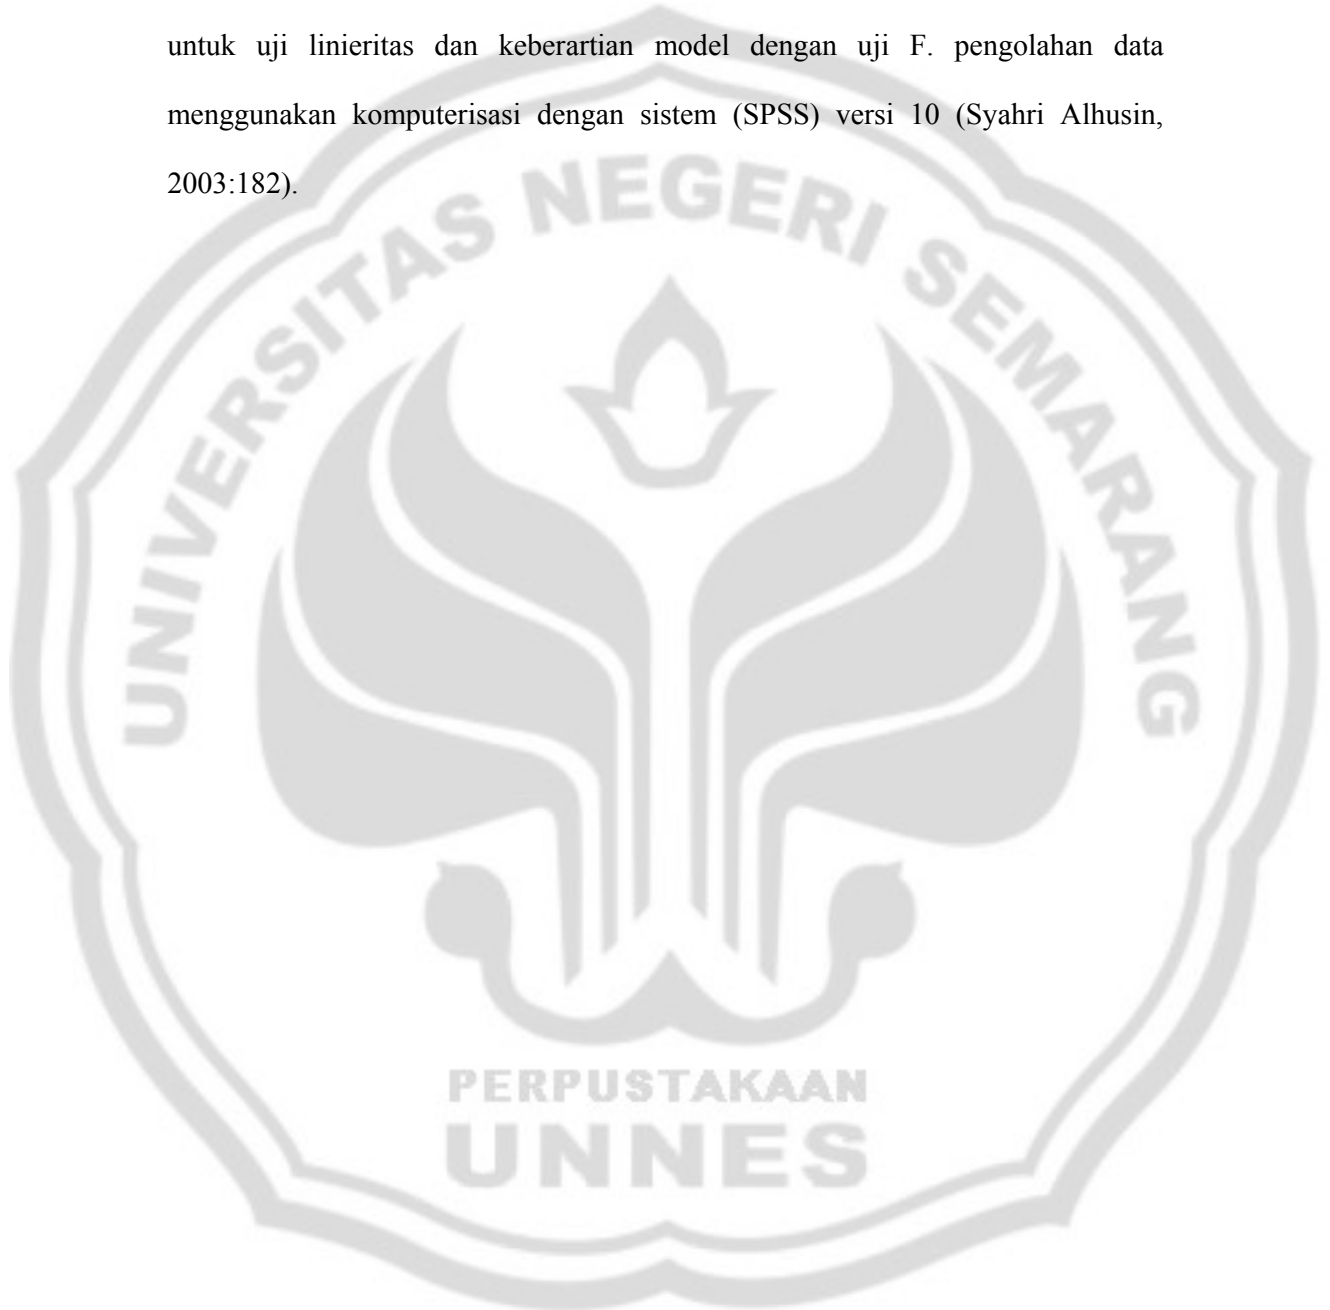 untuk uji linieritas dan keberartian model dengan uji F. pengolahan data
menggunakan komputerisasi dengan sistem (SPSS) versi 10 (Syahri Alhusin,
2003:182).
UNIVERSITAS NEGERI SEMARANG
PERPUSTAKAAN
UNNES